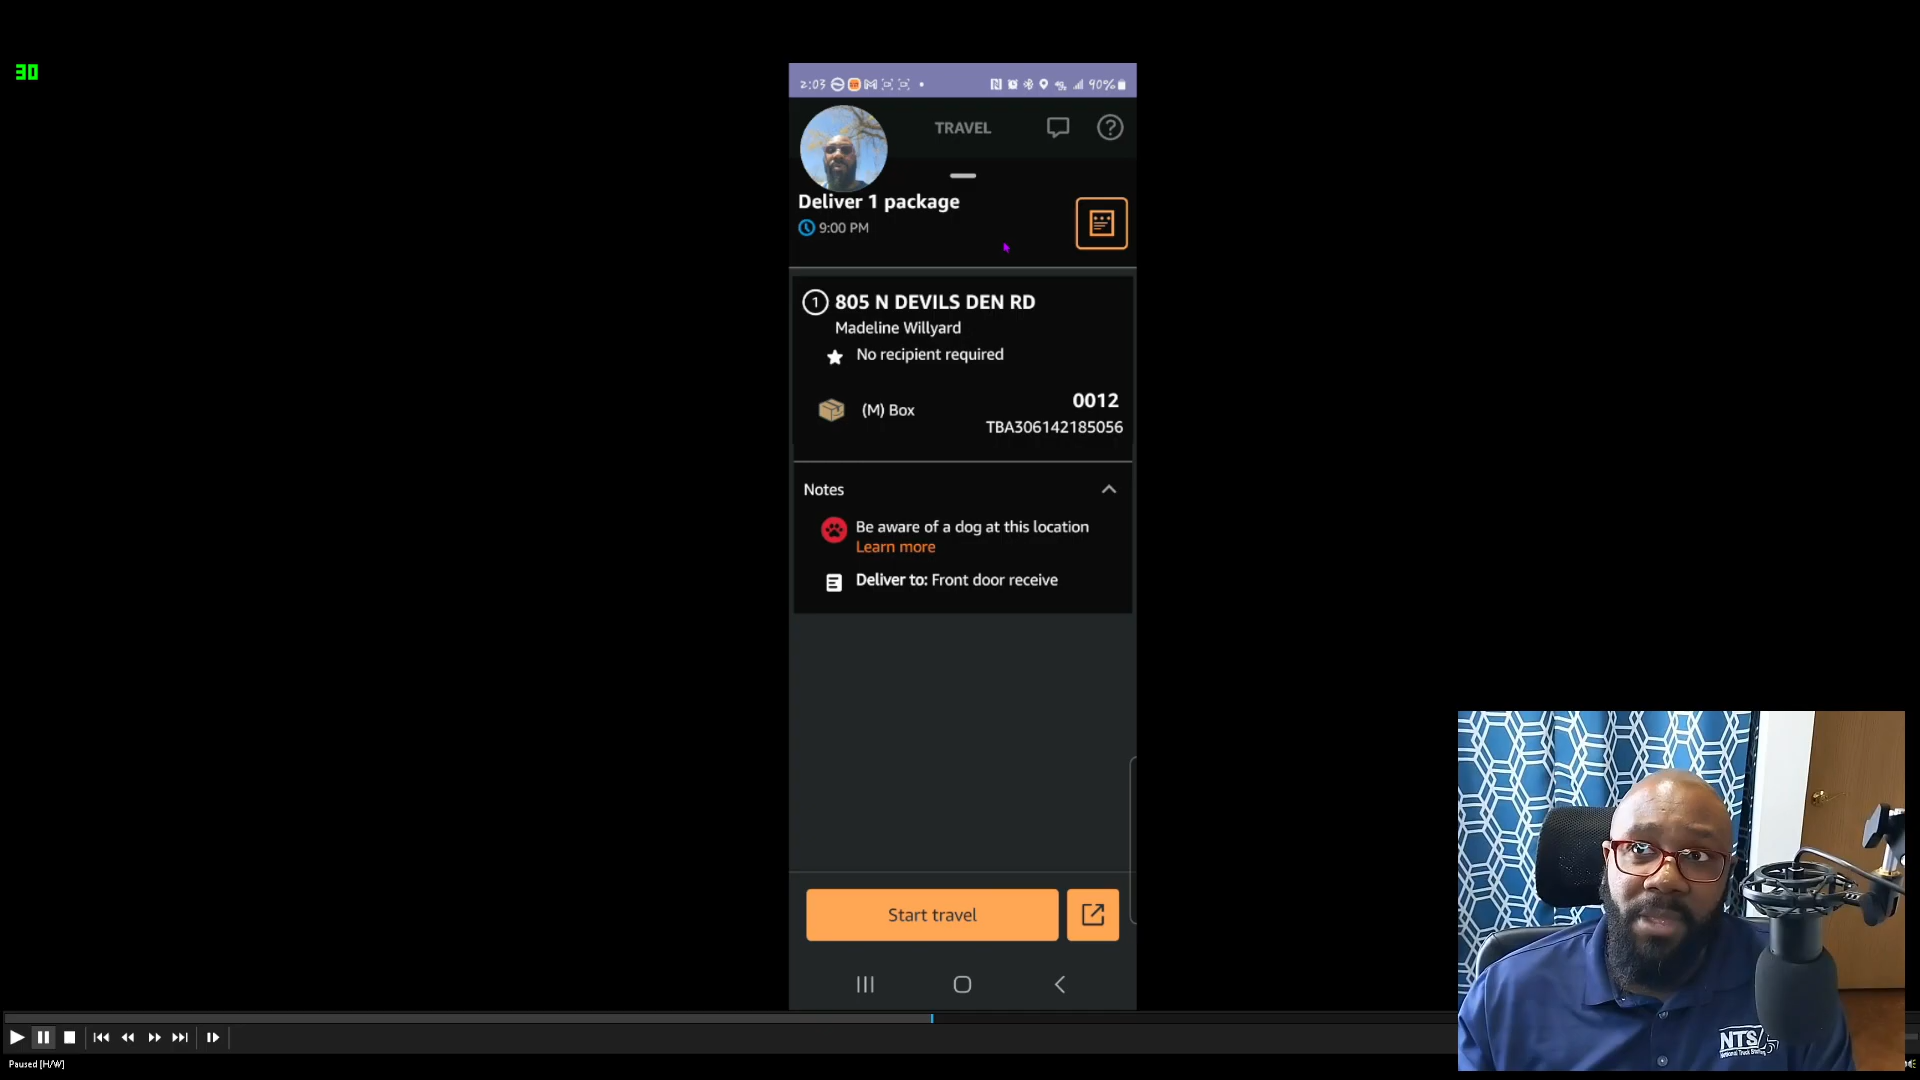 30
2:03 90%
TRAVEL
Deliver 1 package
9:00 PM
1 805 N DEVILS DEN RD
Madeline Willyard
No recipient required
(M) Box 0012
TBA306142185056
Notes
Be aware of a dog at this location
Learn more
Deliver to: Front door receive
Start travel
NTS
Paused [H/W]